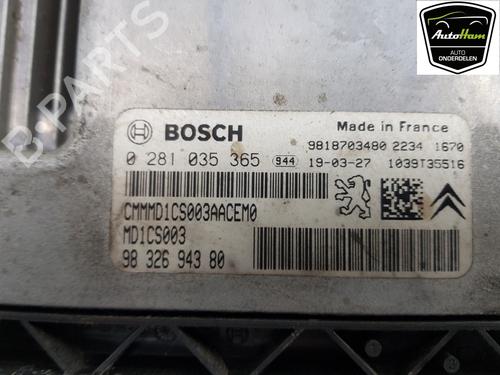 AutoHam
AUTO
ONDERDELEN
B-PARTS
BOSCH
Made in France
9818703480 2234 1670
0 281 035 365 944 19-03-27 1039T35516
CMMMD1CS003AACEM0
MD1CS003
98 326 943 80